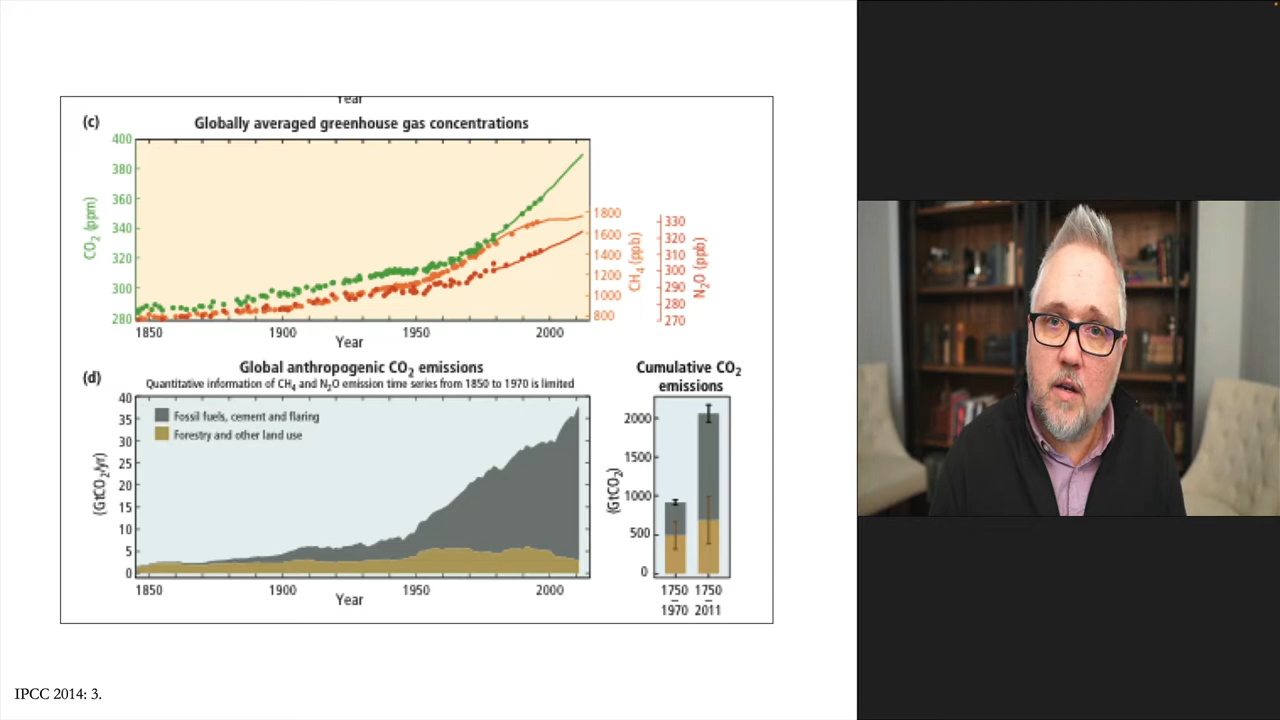 Year
(c)
Globally averaged greenhouse gas concentrations
400
380
360
340
320
300
280
CO2 (ppm)
1800
1600
1400
1200
1000
800
CH4 (ppb)
330
320
310
300
290
280
270
N2O (ppb)
1850
1900
1950
2000
Year
(d)
Global anthropogenic CO2 emissions
Quantitative information of CH4 and N2O emission time series from 1850 to 1970 is limited
40
35
30
25
20
15
10
5
0
(GtCO2/yr)
Fossil fuels, cement and flaring
Forestry and other land use
1850
1900
1950
2000
Year
Cumulative CO2
emissions
2000
1500
1000
500
0
(GtCO2)
1750
–
1970
1750
–
2011
IPCC 2014: 3.